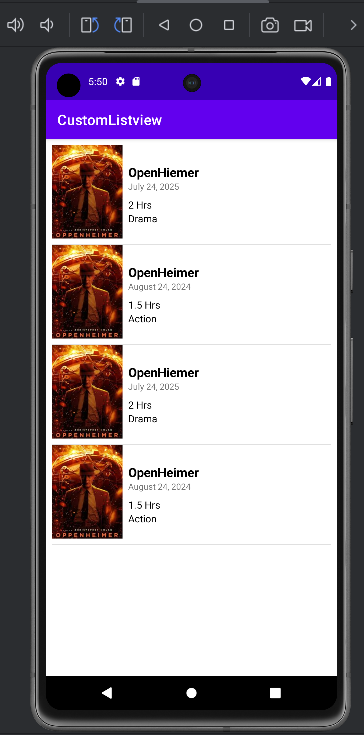 5:50
CustomListview
OpenHiemer
July 24, 2025
2 Hrs
Drama
OPPENHEIMER
OpenHeimer
August 24, 2024
1.5 Hrs
Action
OPPENHEIMER
OpenHiemer
July 24, 2025
2 Hrs
Drama
OPPENHEIMER
OpenHeimer
August 24, 2024
1.5 Hrs
Action
OPPENHEIMER